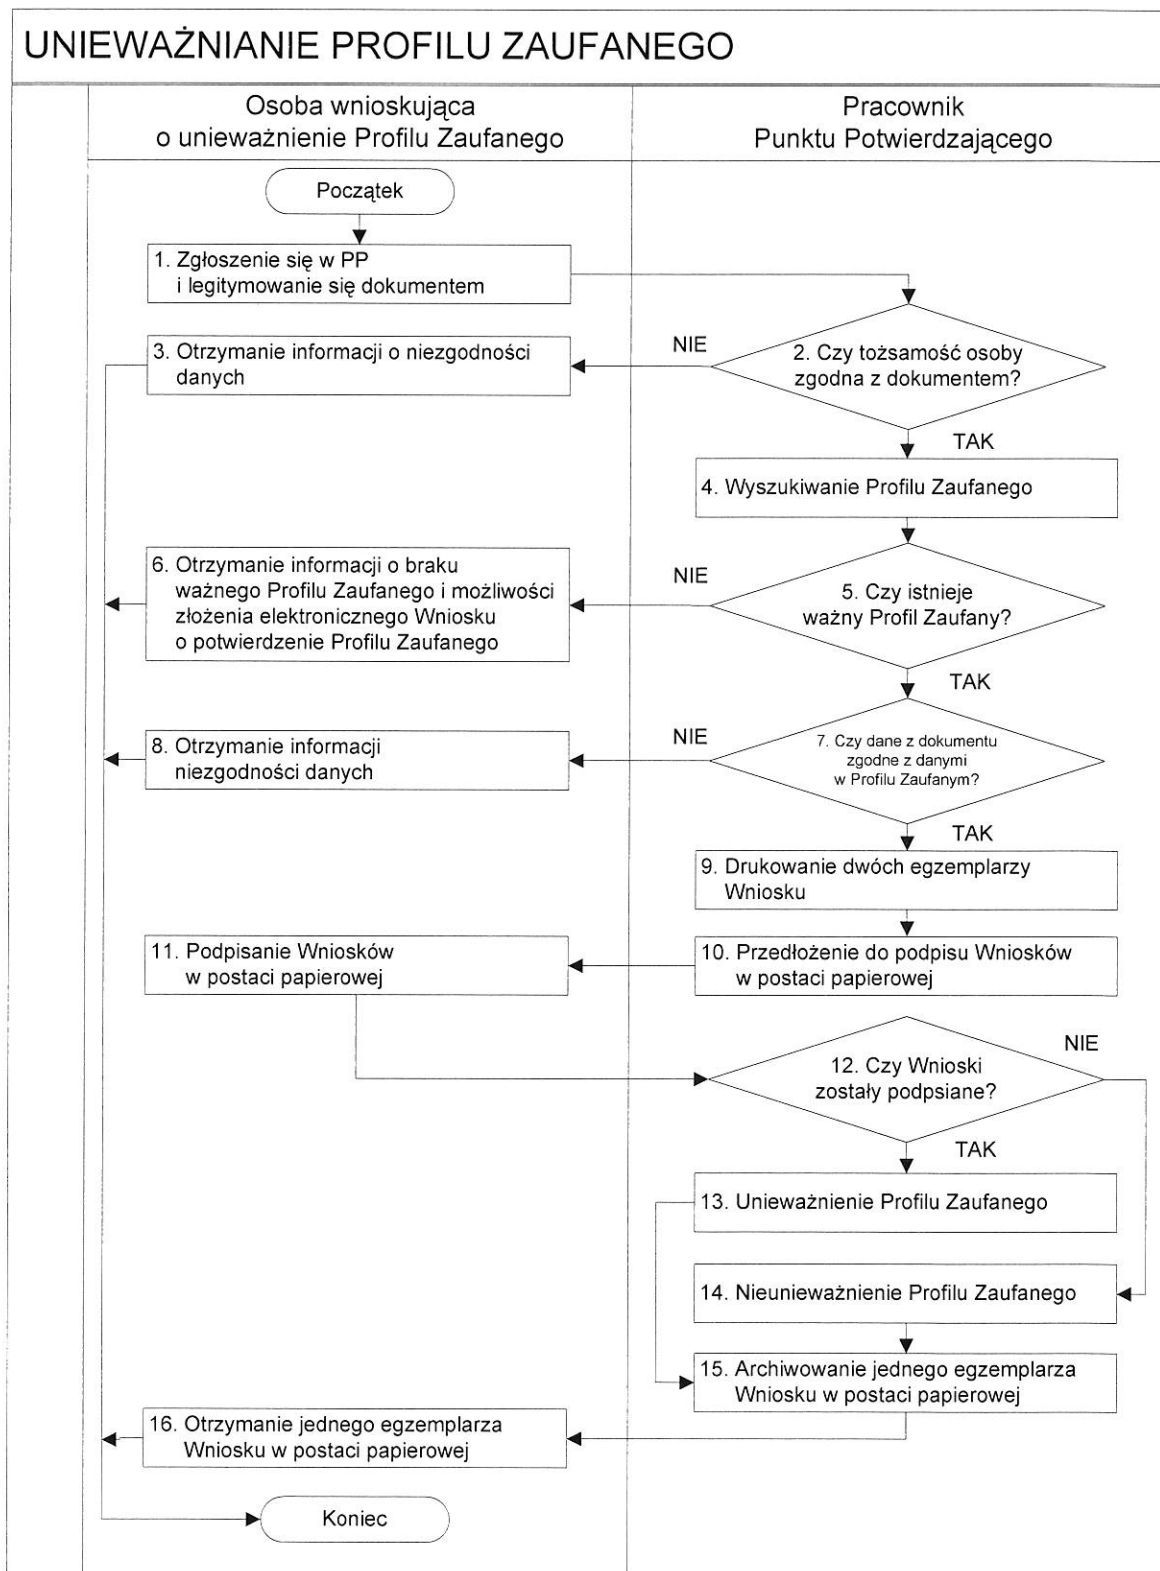 UNIEWAŻNIANIE PROFILU ZAUFANEGO
Osoba wnioskująca
o unieważnienie Profilu Zaufanego
Pracownik
Punktu Potwierdzającego
Początek
1. Zgłoszenie się w PP
i legitymowanie się dokumentem
2. Czy tożsamość osoby
zgodna z dokumentem?
NIE
3. Otrzymanie informacji o niezgodności
danych
TAK
4. Wyszukiwanie Profilu Zaufanego
5. Czy istnieje
ważny Profil Zaufany?
NIE
6. Otrzymanie informacji o braku
ważnego Profilu Zaufanego i możliwości
złożenia elektronicznego Wniosku
o potwierdzenie Profilu Zaufanego
TAK
7. Czy dane z dokumentu
zgodne z danymi
w Profilu Zaufanym?
NIE
8. Otrzymanie informacji
niezgodności danych
TAK
9. Drukowanie dwóch egzemplarzy
Wniosku
10. Przedłożenie do podpisu Wniosków
w postaci papierowej
11. Podpisanie Wniosków
w postaci papierowej
12. Czy Wnioski
zostały podpsiane?
NIE
TAK
13. Unieważnienie Profilu Zaufanego
14. Nieunieważnienie Profilu Zaufanego
15. Archiwowanie jednego egzemplarza
Wniosku w postaci papierowej
16. Otrzymanie jednego egzemplarza
Wniosku w postaci papierowej
Koniec